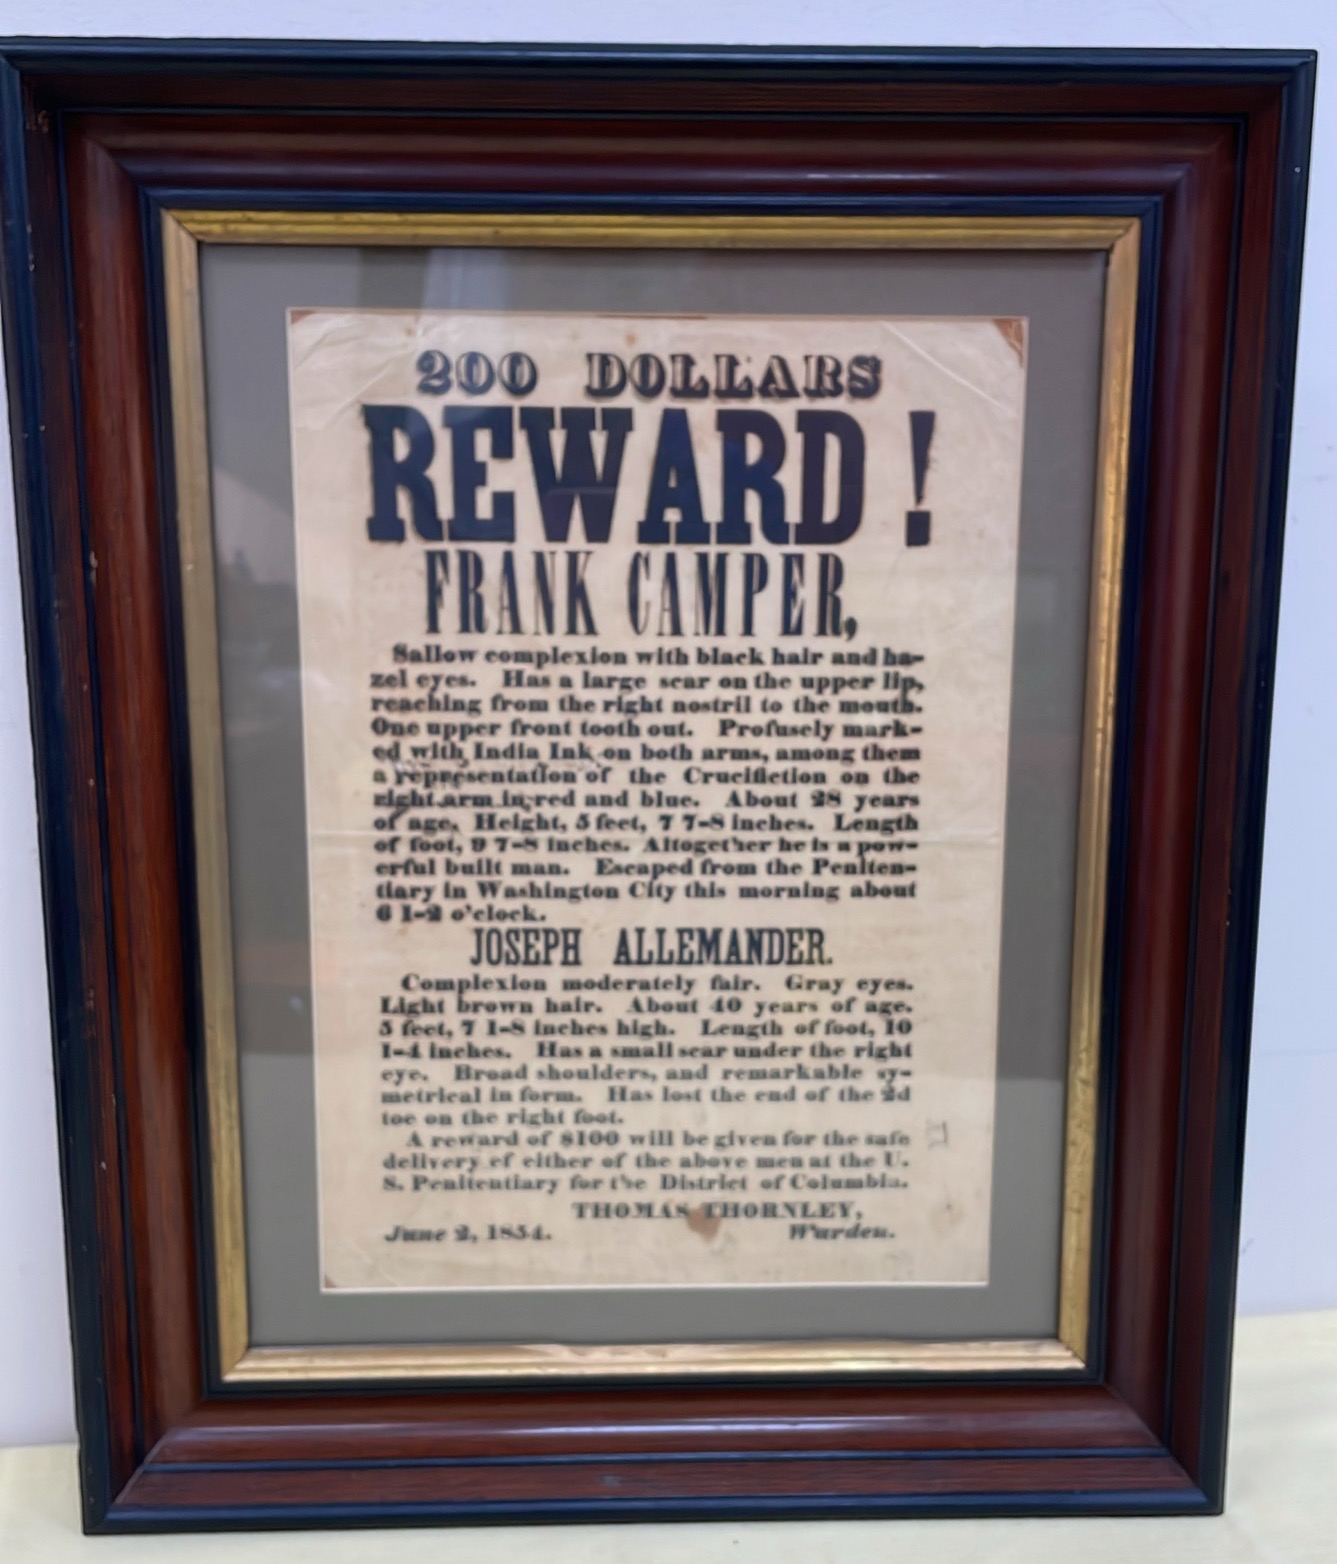 200 DOLLARS
REWARD!
FRANK CAMPER,
Sallow complexion with black hair and ha-
zel eyes. Has a large scar on the upper lip,
reaching from the right nostril to the mouth.
One upper front tooth out. Profusely mark-
ed with India Ink on both arms, among them
a representation of the Crucifiction on the
right arm in red and blue. About 28 years
of age. Height, 5 feet, 7 7-8 inches. Length
of foot, 9 7-8 inches. Altogether he is a pow-
erful built man. Escaped from the Peniten-
tiary in Washington City this morning about
6 1-2 o'clock.
JOSEPH ALLEMANDER.
Complexion moderately fair. Gray eyes.
Light brown hair. About 40 years of age.
5 feet, 7 1-8 inches high. Length of foot, 10
1-4 inches. Has a small scar under the right
eye. Broad shoulders, and remarkable sy-
metrical in form. Has lost the end of the 2d
toe on the right foot.
A reward of $100 will be given for the safe
delivery of either of the above men at the U.
S. Penitentiary for the District of Columbia.
THOMAS THORNLEY,
June 2, 1854. Warden.